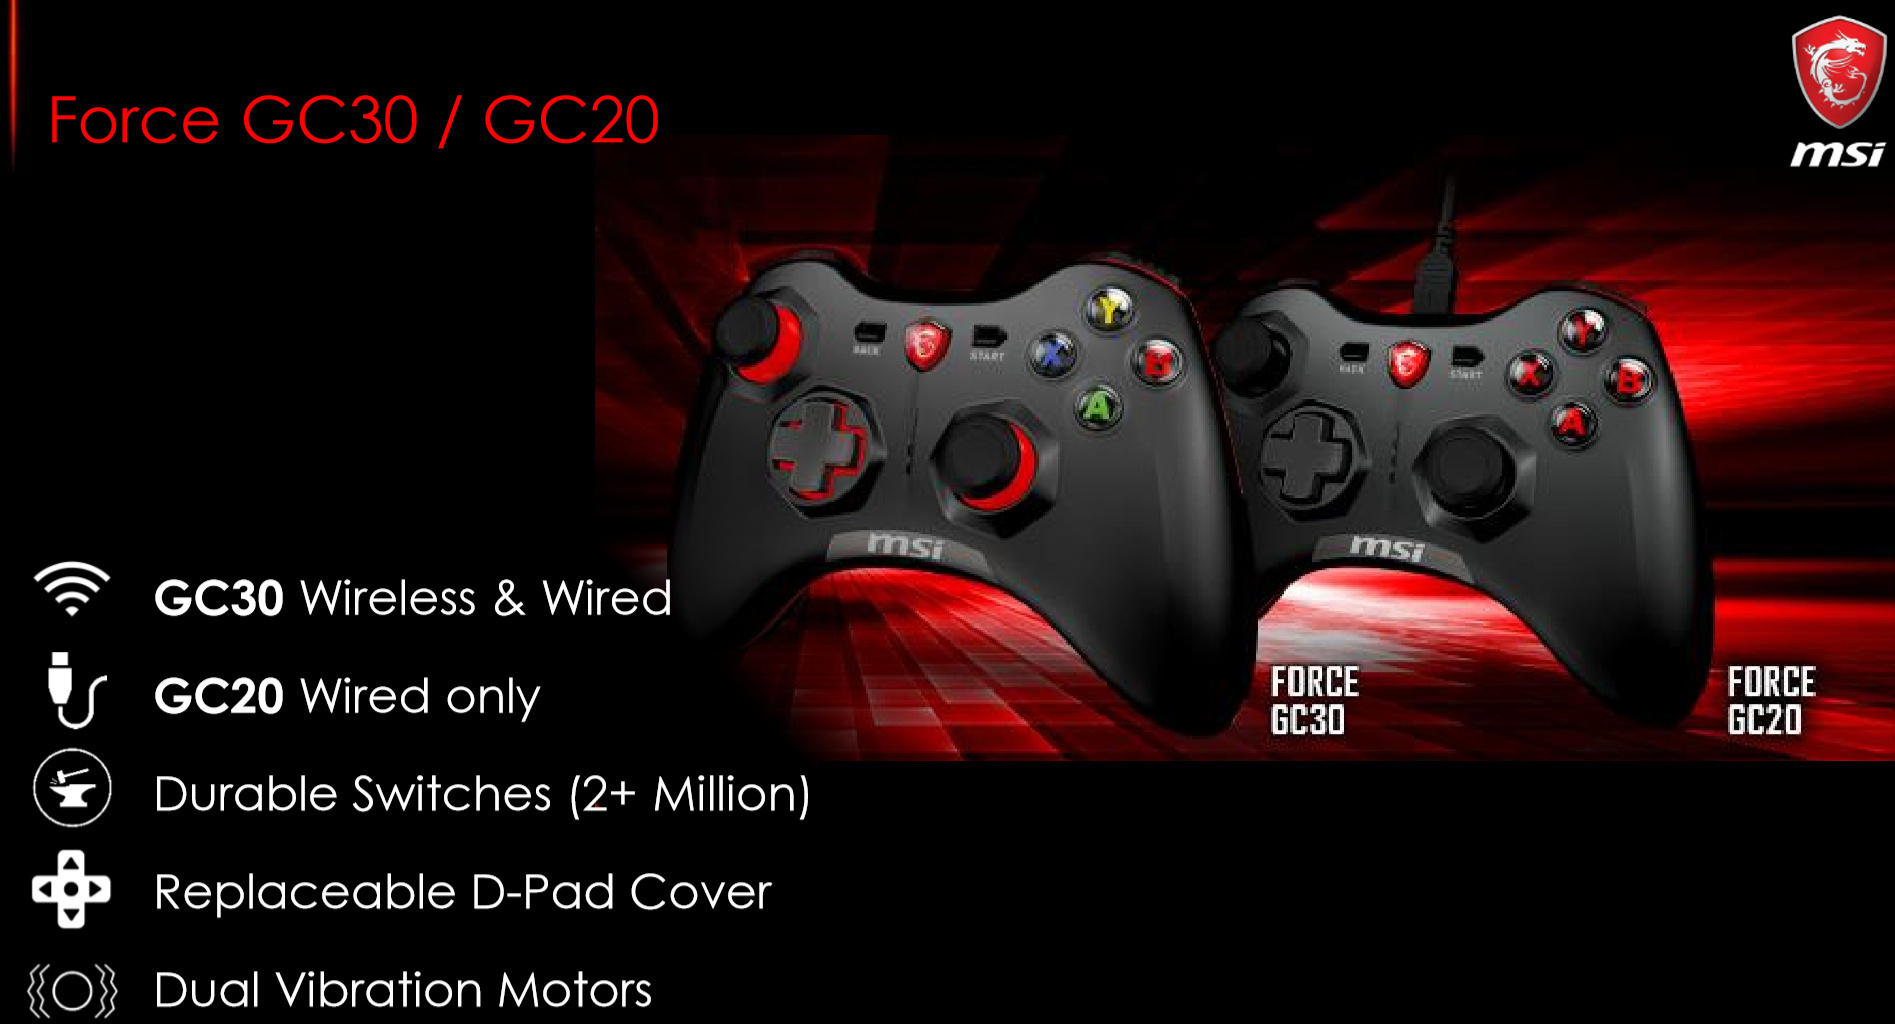 Force GC30 / GC20
msi
BACK
START
Y
X
B
A
msi
BACK
START
Y
X
B
A
msi
GC30 Wireless & Wired
GC20 Wired only
FORCE
GC30
FORCE
GC20
Durable Switches (2+ Million)
Replaceable D-Pad Cover
Dual Vibration Motors